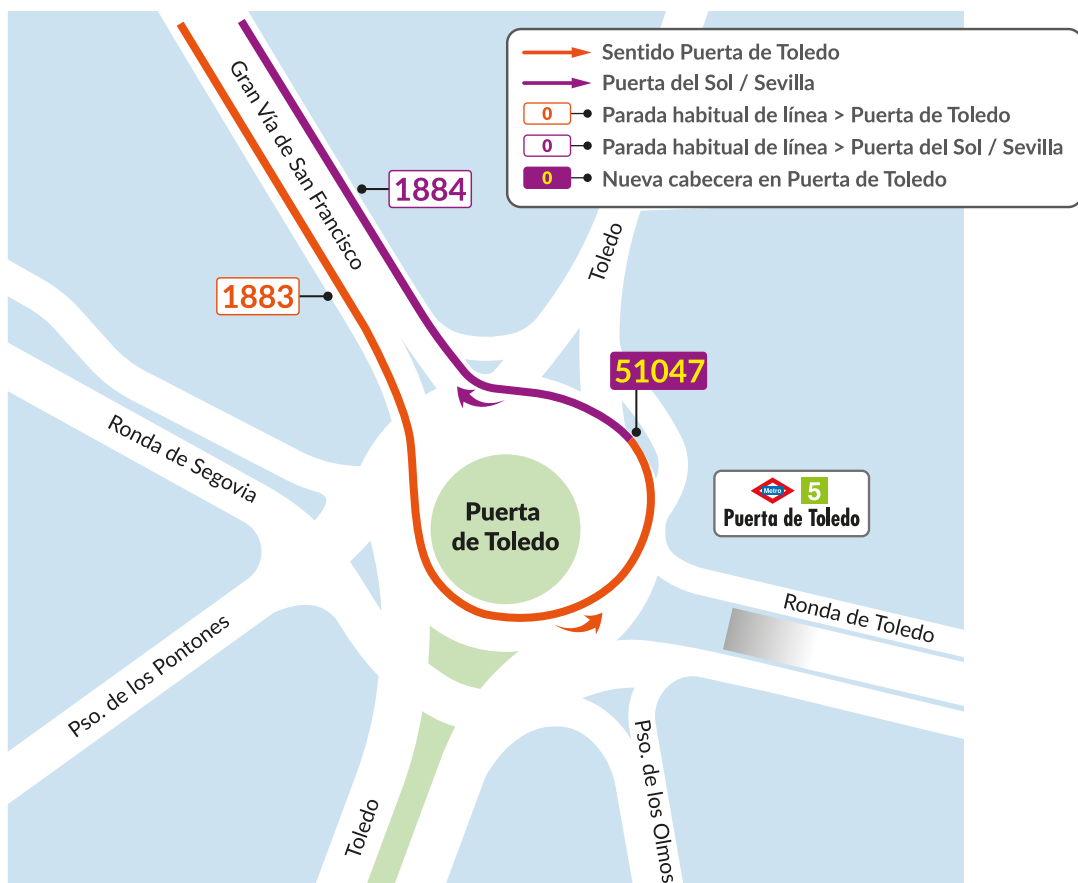 Sentido Puerta de Toledo
Puerta del Sol / Sevilla
0 Parada habitual de línea > Puerta de Toledo
0 Parada habitual de línea > Puerta del Sol / Sevilla
0 Nueva cabecera en Puerta de Toledo
Gran Vía de San Francisco
1884
1883
Toledo
51047
Ronda de Segovia
Metro 5
Puerta de Toledo
Puerta
de Toledo
Ronda de Toledo
Pso. de los Pontones
Pso. de los Olmos
Toledo